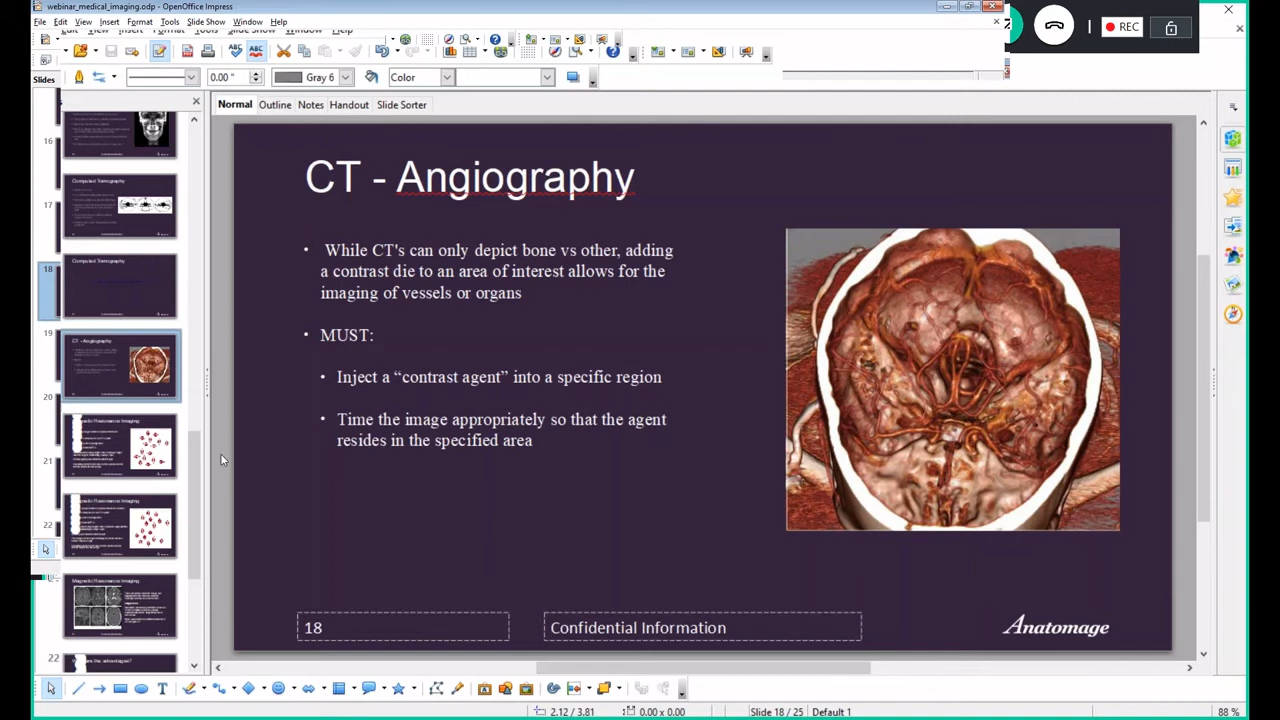 webinar_medical_imaging.odp - OpenOffice Impress
File Edit View Insert Format Tools Slide Show Window Help
REC
0.00 " Gray 6 Color
Slides
Normal Outline Notes Handout Slide Sorter
16
Computed Tomography
17
Computed Tomography
18
19
CT - Angiography
20
Magnetic Resonance Imaging
21
22
Magnetic Resonance Imaging
22
CT- Angiography
• While CT's can only depict bone vs other, adding
a contrast die to an area of interest allows for the
imaging of vessels or organs
• MUST:
• Inject a “contrast agent” into a specific region
• Time the image appropriately so that the agent
resides in the specified area
18
Confidential Information
Anatomage
2.12 / 3.81 0.00 x 0.00 Slide 18 / 25 Default 1 88 %